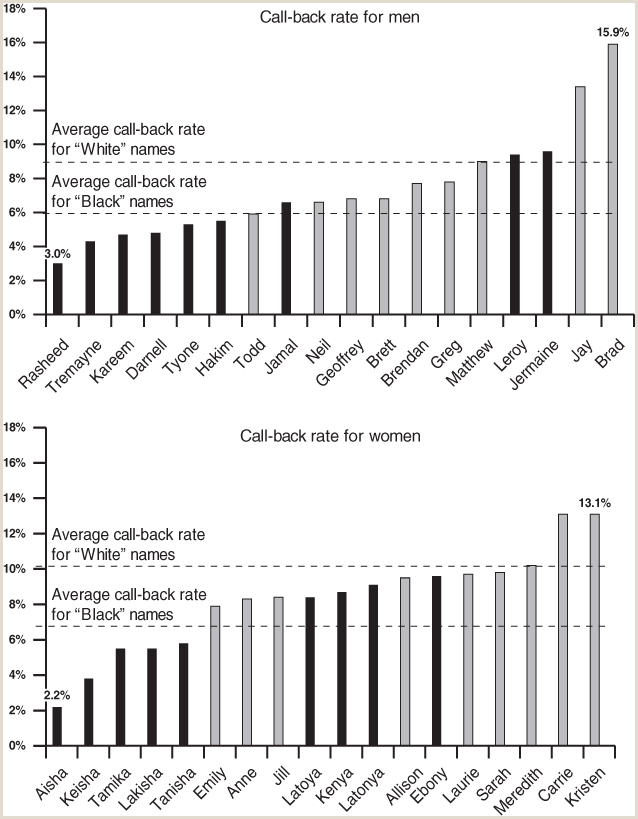 Call-back rate for men
18%
16%
14%
12%
10%
8%
6%
4%
2%
0%
15.9%
Average call-back rate
for “White” names
Average call-back rate
for “Black” names
3.0%
Rasheed
Tremayne
Kareem
Darnell
Tyone
Hakim
Todd
Jamal
Neil
Geoffrey
Brett
Brendan
Greg
Matthew
Leroy
Jermaine
Jay
Brad
Call-back rate for women
18%
16%
14%
12%
10%
8%
6%
4%
2%
0%
13.1%
Average call-back rate
for “White” names
Average call-back rate
for “Black” names
2.2%
Aisha
Keisha
Tamika
Lakisha
Tanisha
Emily
Anne
Jill
Latoya
Kenya
Latonya
Allison
Ebony
Laurie
Sarah
Meredith
Carrie
Kristen